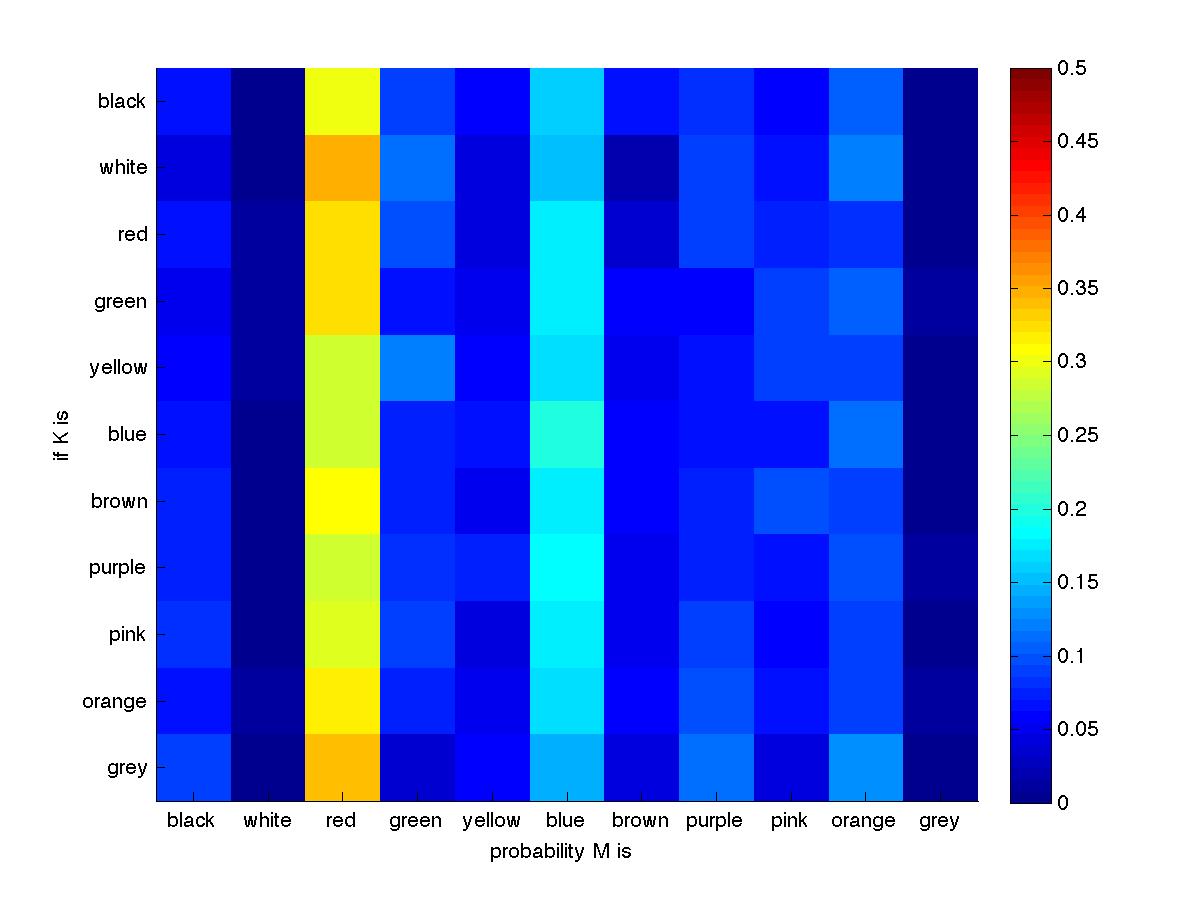 black
white
red
green
yellow
blue
brown
purple
pink
orange
grey
if K is
black white red green yellow blue brown purple pink orange grey
probability M is
0.5
0.45
0.4
0.35
0.3
0.25
0.2
0.15
0.1
0.05
0